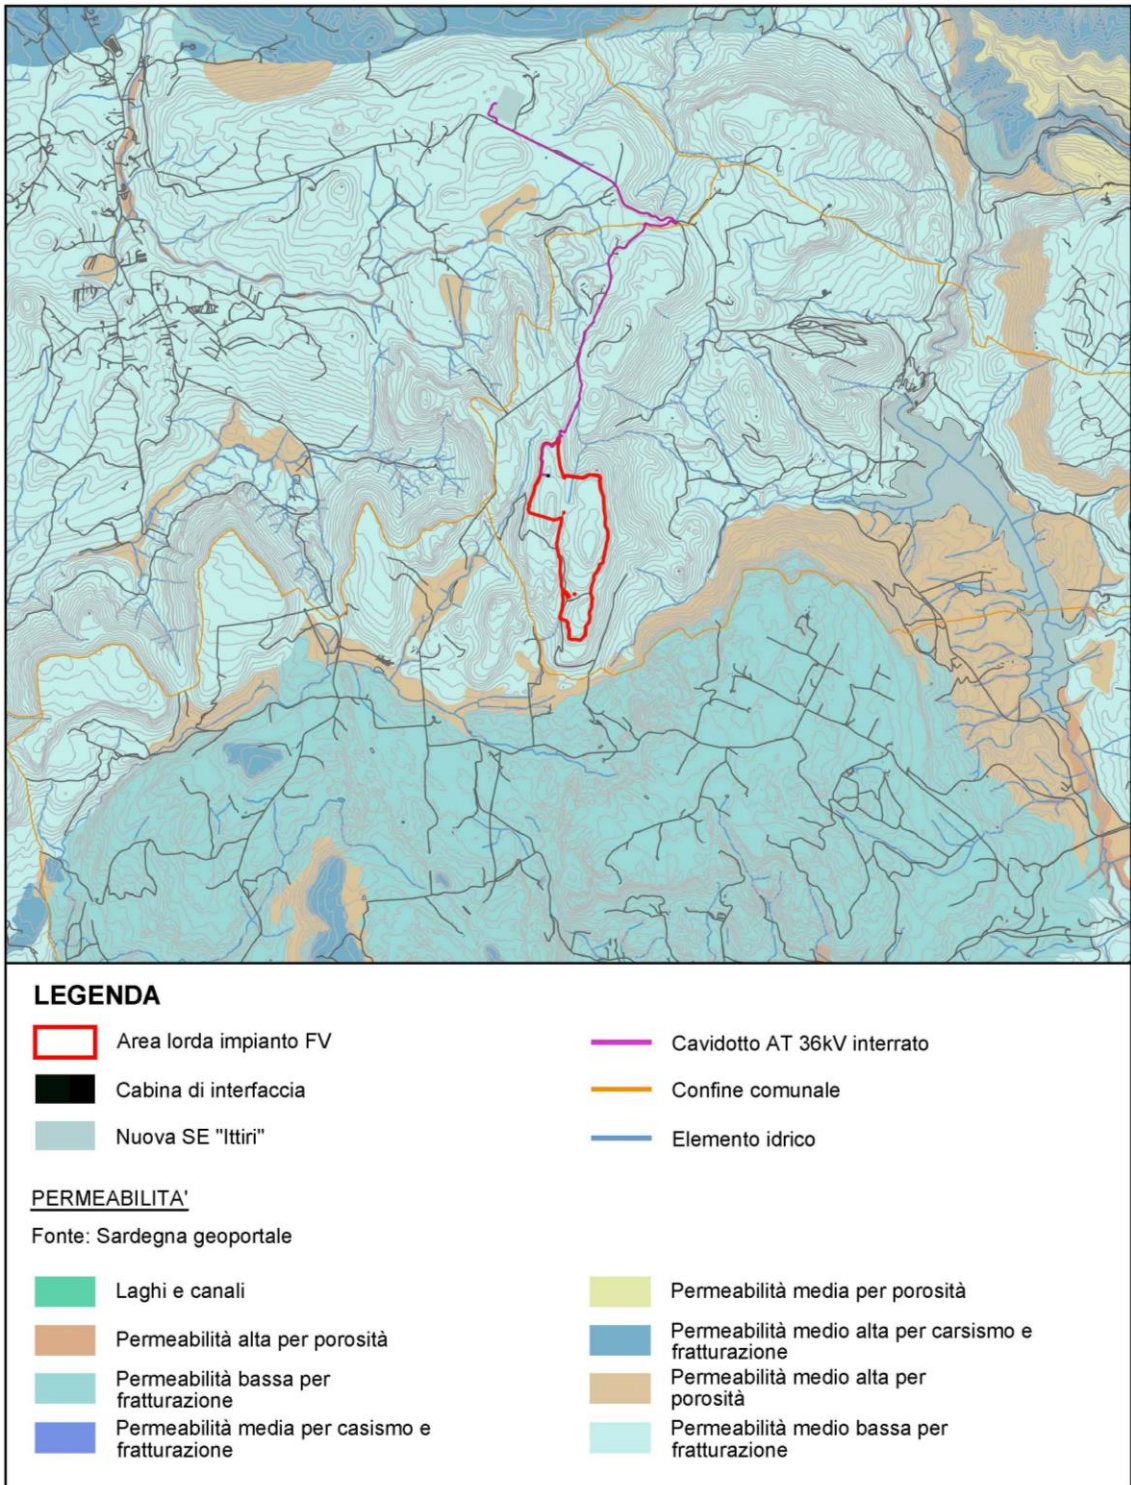 LEGENDA
Area lorda impianto FV
Cabina di interfaccia
Nuova SE "Ittiri"
Cavidotto AT 36kV interrato
Confine comunale
Elemento idrico
PERMEABILITA'
Fonte: Sardegna geoportale
Laghi e canali
Permeabilità alta per porosità
Permeabilità bassa per
fratturazione
Permeabilità media per casismo e
fratturazione
Permeabilità media per porosità
Permeabilità medio alta per carsismo e
fratturazione
Permeabilità medio alta per
porosità
Permeabilità medio bassa per
fratturazione